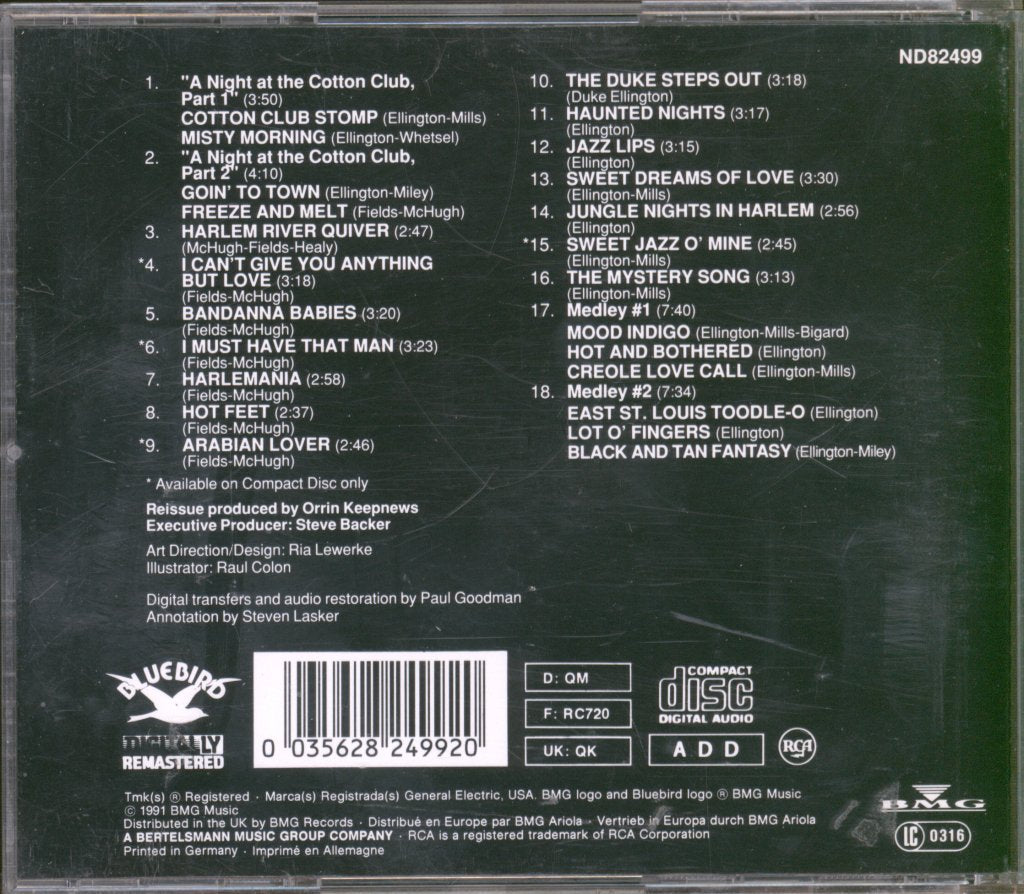 ND82499
1. "A Night at the Cotton Club,
Part 1" (3:50)
COTTON CLUB STOMP (Ellington-Mills)
MISTY MORNING (Ellington-Whetsel)
2. "A Night at the Cotton Club,
Part 2" (4:10)
GOIN' TO TOWN (Ellington-Miley)
FREEZE AND MELT (Fields-McHugh)
3. HARLEM RIVER QUIVER (2:47)
(McHugh-Fields-Healy)
*4. I CAN'T GIVE YOU ANYTHING
BUT LOVE (3:18)
(Fields-McHugh)
5. BANDANNA BABIES (3:20)
(Fields-McHugh)
*6. I MUST HAVE THAT MAN (3:23)
(Fields-McHugh)
7. HARLEMANIA (2:58)
(Fields-McHugh)
8. HOT FEET (2:37)
(Fields-McHugh)
*9. ARABIAN LOVER (2:46)
(Fields-McHugh)
10. THE DUKE STEPS OUT (3:18)
(Duke Ellington)
11. HAUNTED NIGHTS (3:17)
(Ellington)
12. JAZZ LIPS (3:15)
(Ellington)
13. SWEET DREAMS OF LOVE (3:30)
(Ellington-Mills)
14. JUNGLE NIGHTS IN HARLEM (2:56)
(Ellington)
*15. SWEET JAZZ O' MINE (2:45)
(Ellington-Mills)
16. THE MYSTERY SONG (3:13)
(Ellington-Mills)
17. Medley #1 (7:40)
MOOD INDIGO (Ellington-Mills-Bigard)
HOT AND BOTHERED (Ellington)
CREOLE LOVE CALL (Ellington-Mills)
18. Medley #2 (7:34)
EAST ST. LOUIS TOODLE-O (Ellington)
LOT O' FINGERS (Ellington)
BLACK AND TAN FANTASY (Ellington-Miley)
* Available on Compact Disc only
Reissue produced by Orrin Keepnews
Executive Producer: Steve Backer
Art Direction/Design: Ria Lewerke
Illustrator: Raul Colon
Digital transfers and audio restoration by Paul Goodman
Annotation by Steven Lasker
BLUEBIRD
DIGITALLY
REMASTERED
0 035628 249920
D: QM
F: RC720
UK: QK
COMPACT
disc
DIGITAL AUDIO
ADD
RCA
Tmk(s) ® Registered · Marca(s) Registrada(s) General Electric, USA. BMG logo and Bluebird logo ® BMG Music
© 1991 BMG Music
Distributed in the UK by BMG Records · Distribué en Europe par BMG Ariola · Vertrieb in Europa durch BMG Ariola
A BERTELSMANN MUSIC GROUP COMPANY · RCA is a registered trademark of RCA Corporation
Printed in Germany · Imprimé en Allemagne
BMG
LC 0316